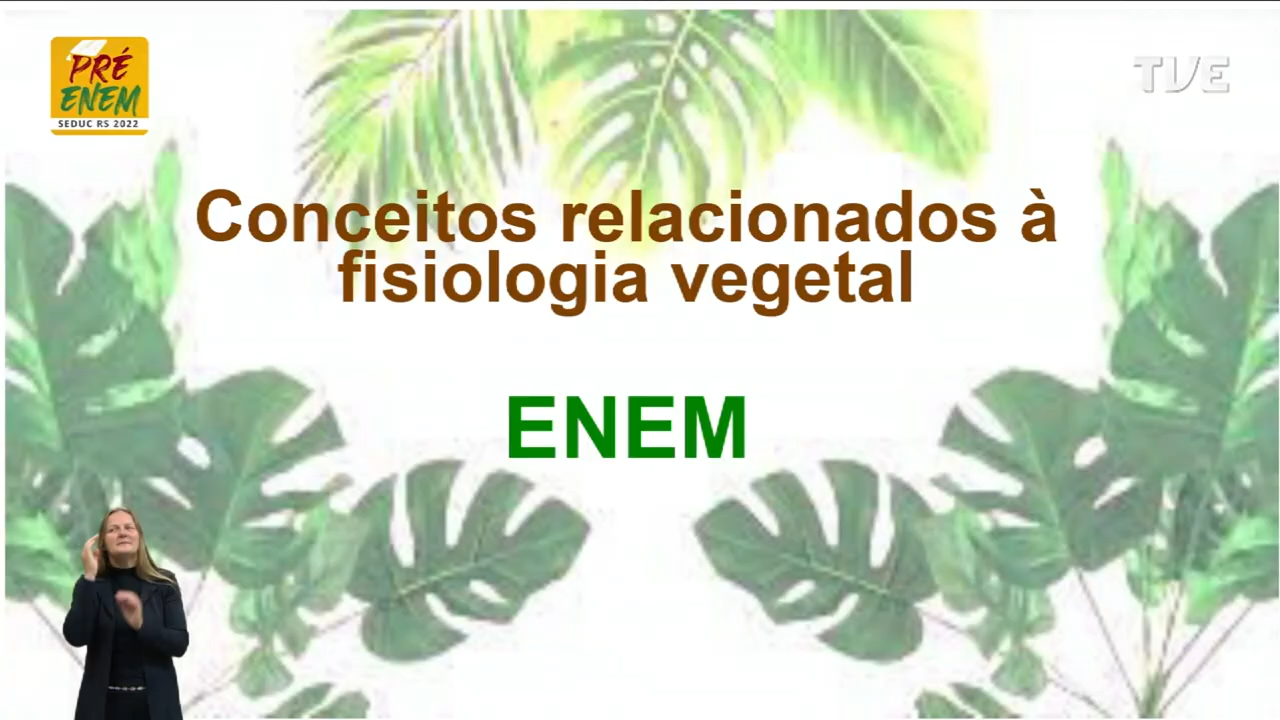 PRÉ
ENEM
SEDUC RS 2022
TVE
Conceitos relacionados à
fisiologia vegetal
ENEM